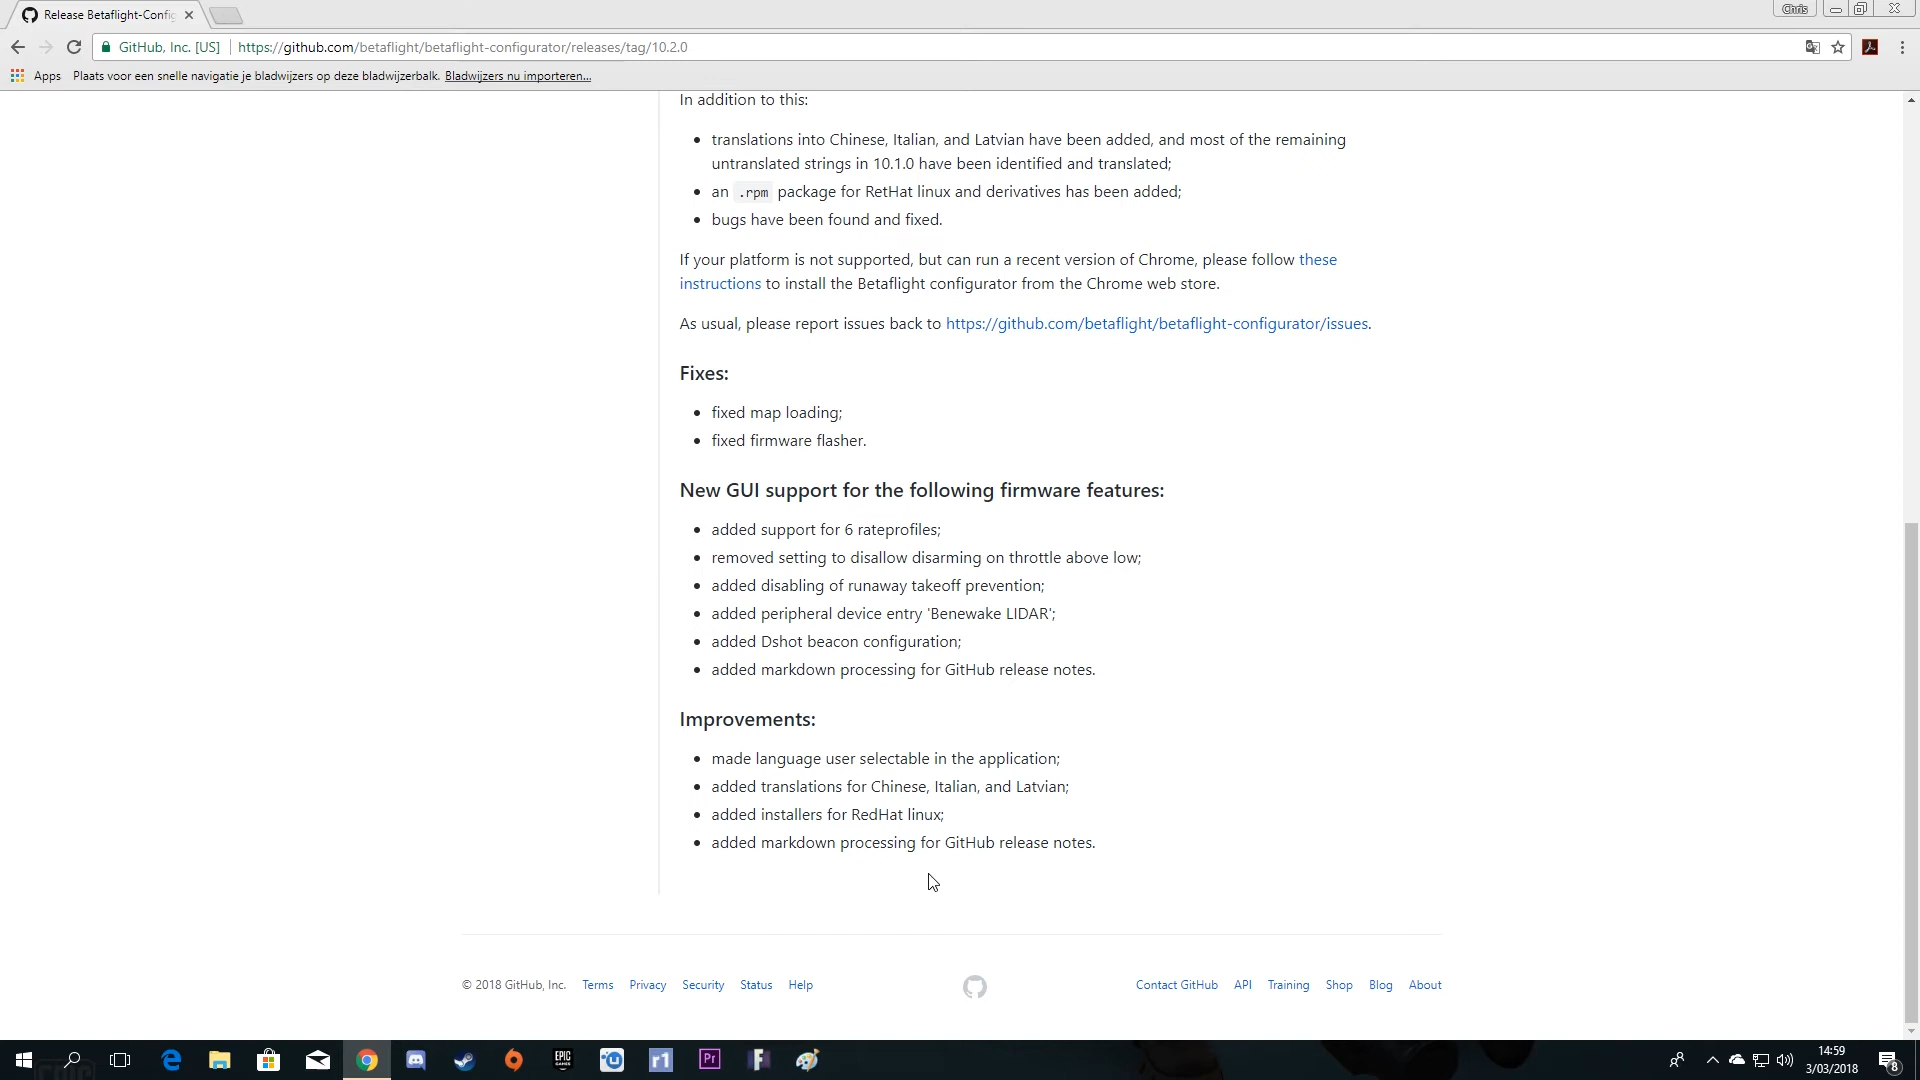 Release Betaflight-Config
Chris
GitHub, Inc. [US] https://github.com/betaflight/betaflight-configurator/releases/tag/10.2.0
Apps Plaats voor een snelle navigatie je bladwijzers op deze bladwijzerbalk. Bladwijzers nu importeren...
In addition to this:
translations into Chinese, Italian, and Latvian have been added, and most of the remaining
untranslated strings in 10.1.0 have been identified and translated;
an .rpm package for RetHat linux and derivatives has been added;
bugs have been found and fixed.
If your platform is not supported, but can run a recent version of Chrome, please follow these
instructions to install the Betaflight configurator from the Chrome web store.
As usual, please report issues back to https://github.com/betaflight/betaflight-configurator/issues.
Fixes:
fixed map loading;
fixed firmware flasher.
New GUI support for the following firmware features:
added support for 6 rateprofiles;
removed setting to disallow disarming on throttle above low;
added disabling of runaway takeoff prevention;
added peripheral device entry 'Benewake LIDAR';
added Dshot beacon configuration;
added markdown processing for GitHub release notes.
Improvements:
made language user selectable in the application;
added translations for Chinese, Italian, and Latvian;
added installers for RedHat linux;
added markdown processing for GitHub release notes.
© 2018 GitHub, Inc. Terms Privacy Security Status Help Contact GitHub API Training Shop Blog About
EPIC GAMES r1 Pr F
14:59
3/03/2018
8